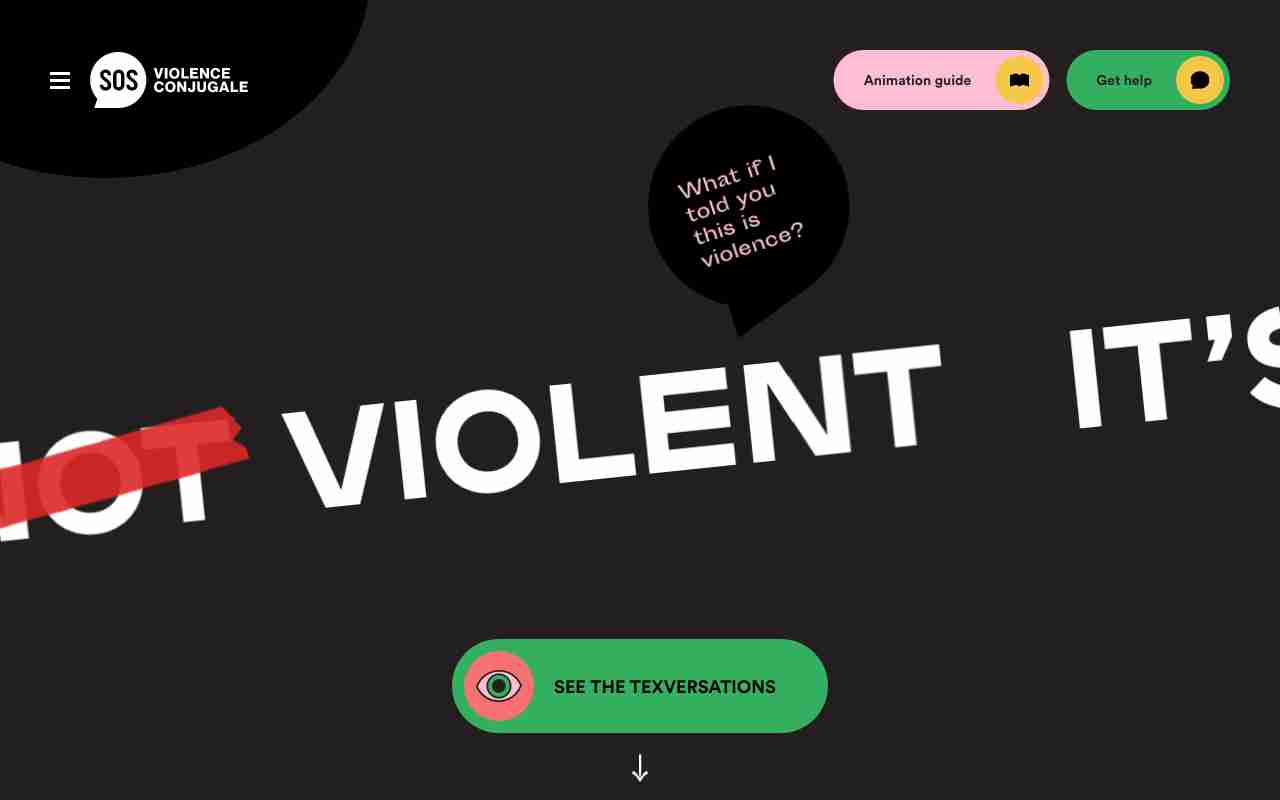 SOS
VIOLENCE
CONJUGALE
Animation guide
Get help
What if I
told you
this is
violence?
NOT VIOLENT IT'S
SEE THE TEXVERSATIONS